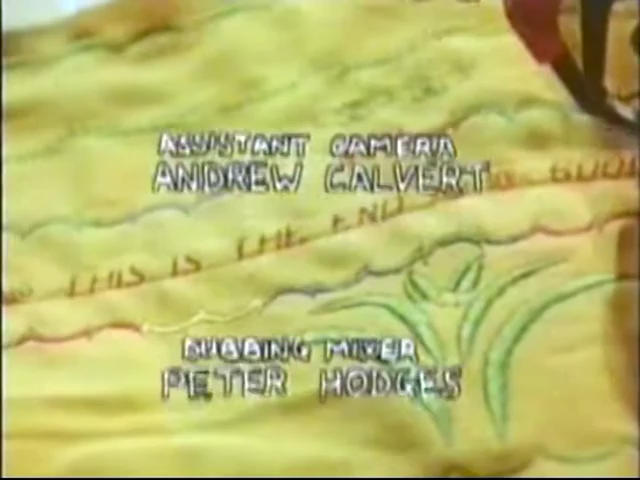 ASSISTANT CAMERA
ANDREW CALVERT
THIS IS THE END
DUBBING MIXER
PETER HODGES